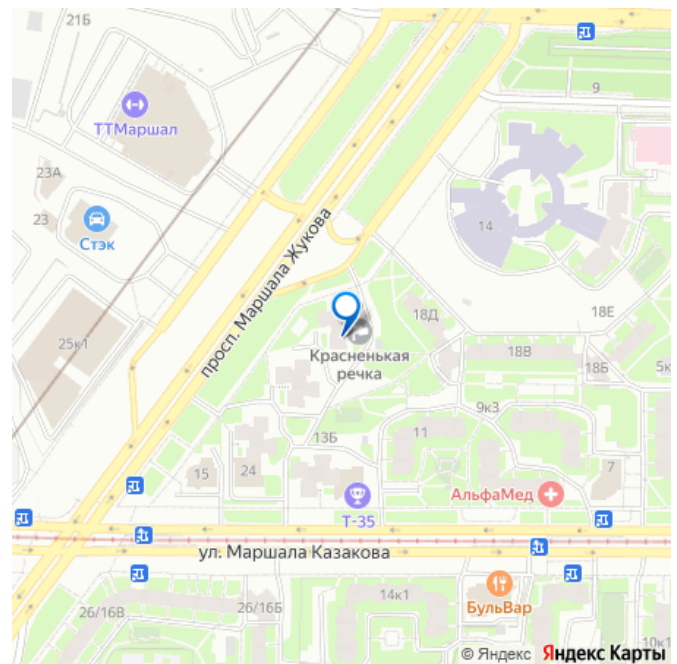 21Б
9
ТТМаршал
23А
23
Стэк
14
просп. Маршала Жукова
18Е
18Д
25к1
Красненькая
речка
18В
18Б
5к
9к3
13Б
11
15
24
7
АльфаМед
Т-35
ул. Маршала Казакова
14к1
26/16В
26/16Б
БульВар
10к1
© Яндекс Яндекс Карты